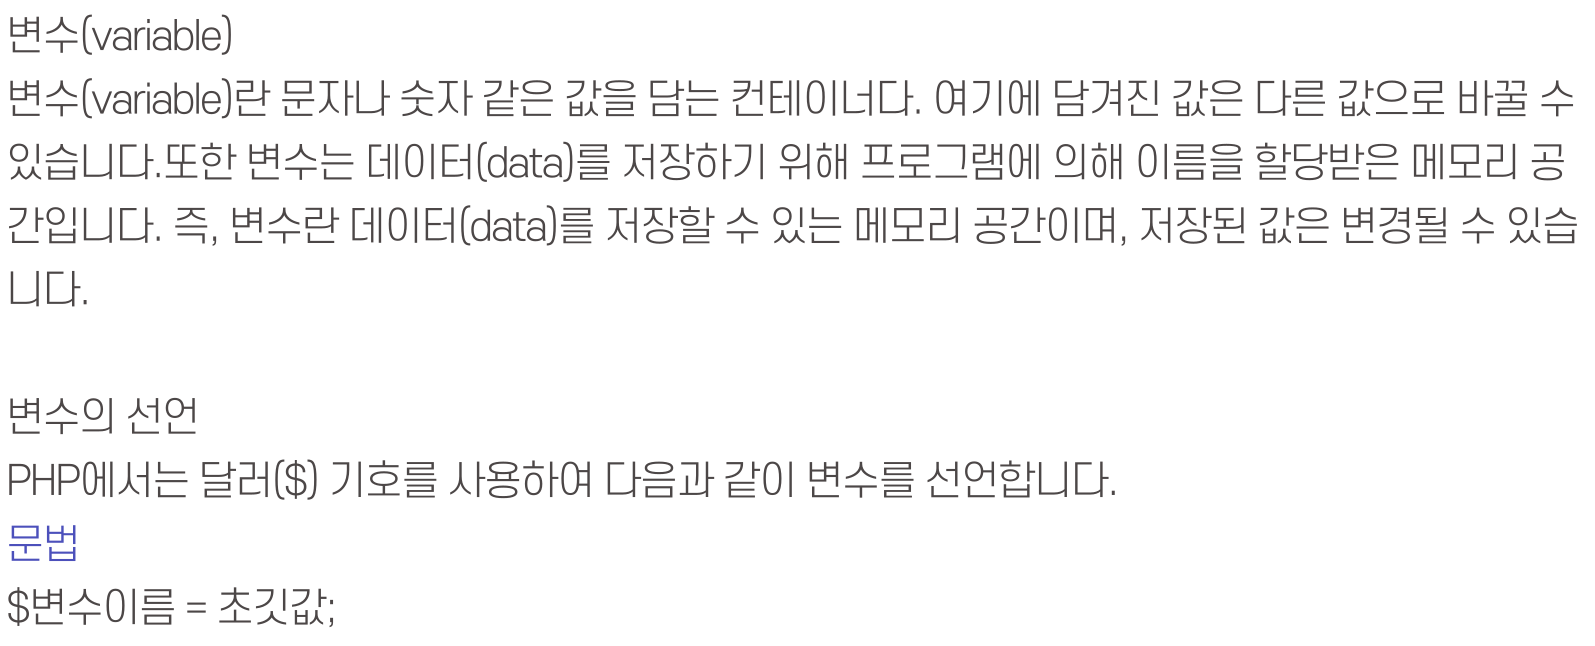 변수(variable)
변수(variable)란 문자나 숫자 같은 값을 담는 컨테이너다. 여기에 담겨진 값은 다른 값으로 바꿀 수
있습니다.또한 변수는 데이터(data)를 저장하기 위해 프로그램에 의해 이름을 할당받은 메모리 공
간입니다. 즉, 변수란 데이터(data)를 저장할 수 있는 메모리 공간이며, 저장된 값은 변경될 수 있습
니다.
변수의 선언
PHP에서는 달러($) 기호를 사용하여 다음과 같이 변수를 선언합니다.
문법
$변수이름 = 초깃값;